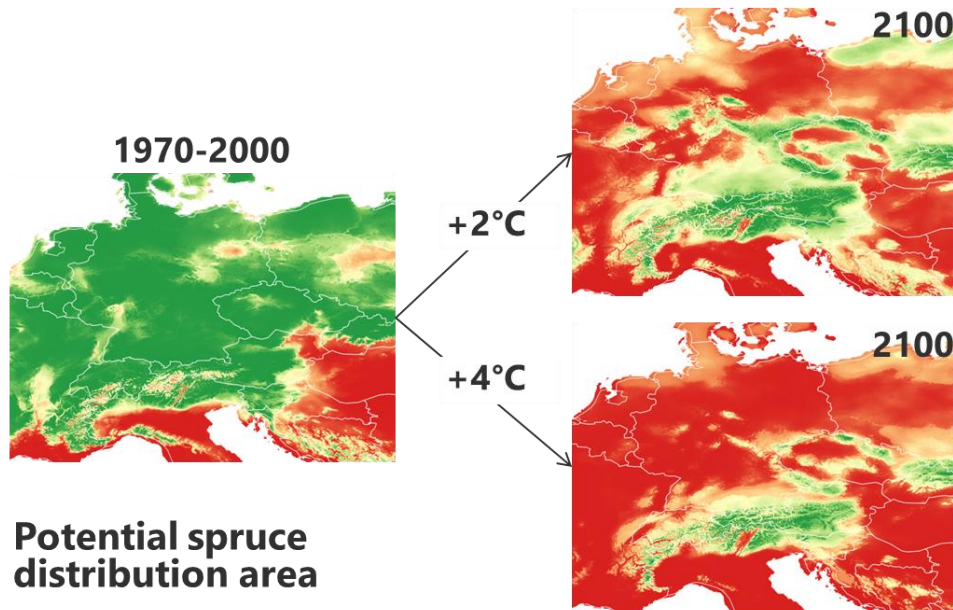 2100
1970-2000
+2°C
2100
+4°C
Potential spruce
distribution area